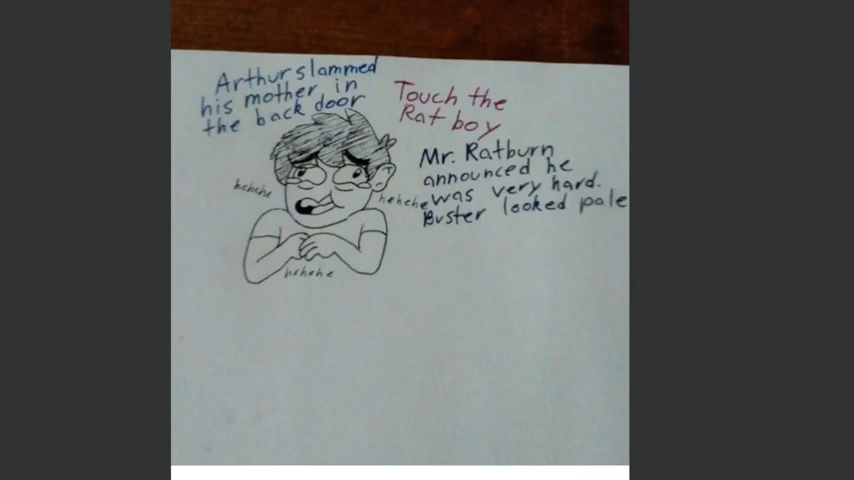 Arthur slammed
his mother in
the back door
Touch the
Rat boy
Mr. Ratburn
announced he
was very hard.
Buster looked pale
hehehe
hehehe
hehehe